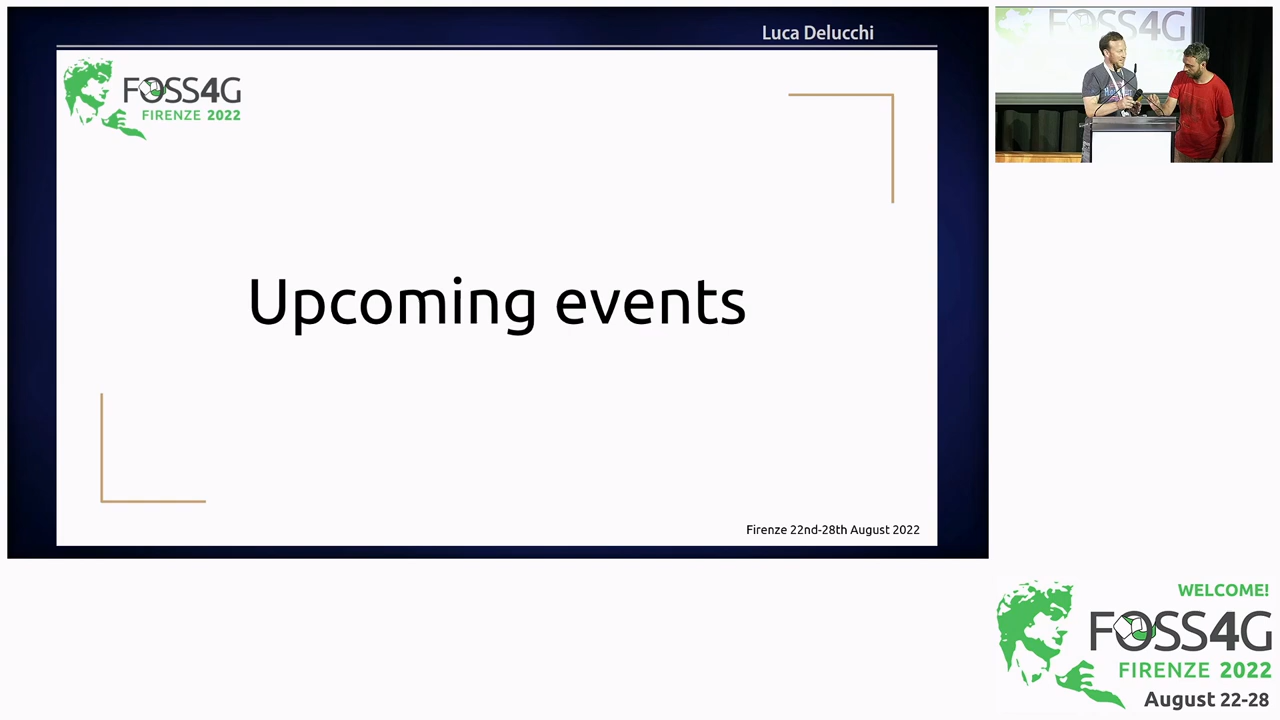 Luca Delucchi
FOSS4G
FIRENZE 2022
Upcoming events
Firenze 22nd-28th August 2022
FOSS4G
WELCOME!
FOSS4G
FIRENZE 2022
August 22-28